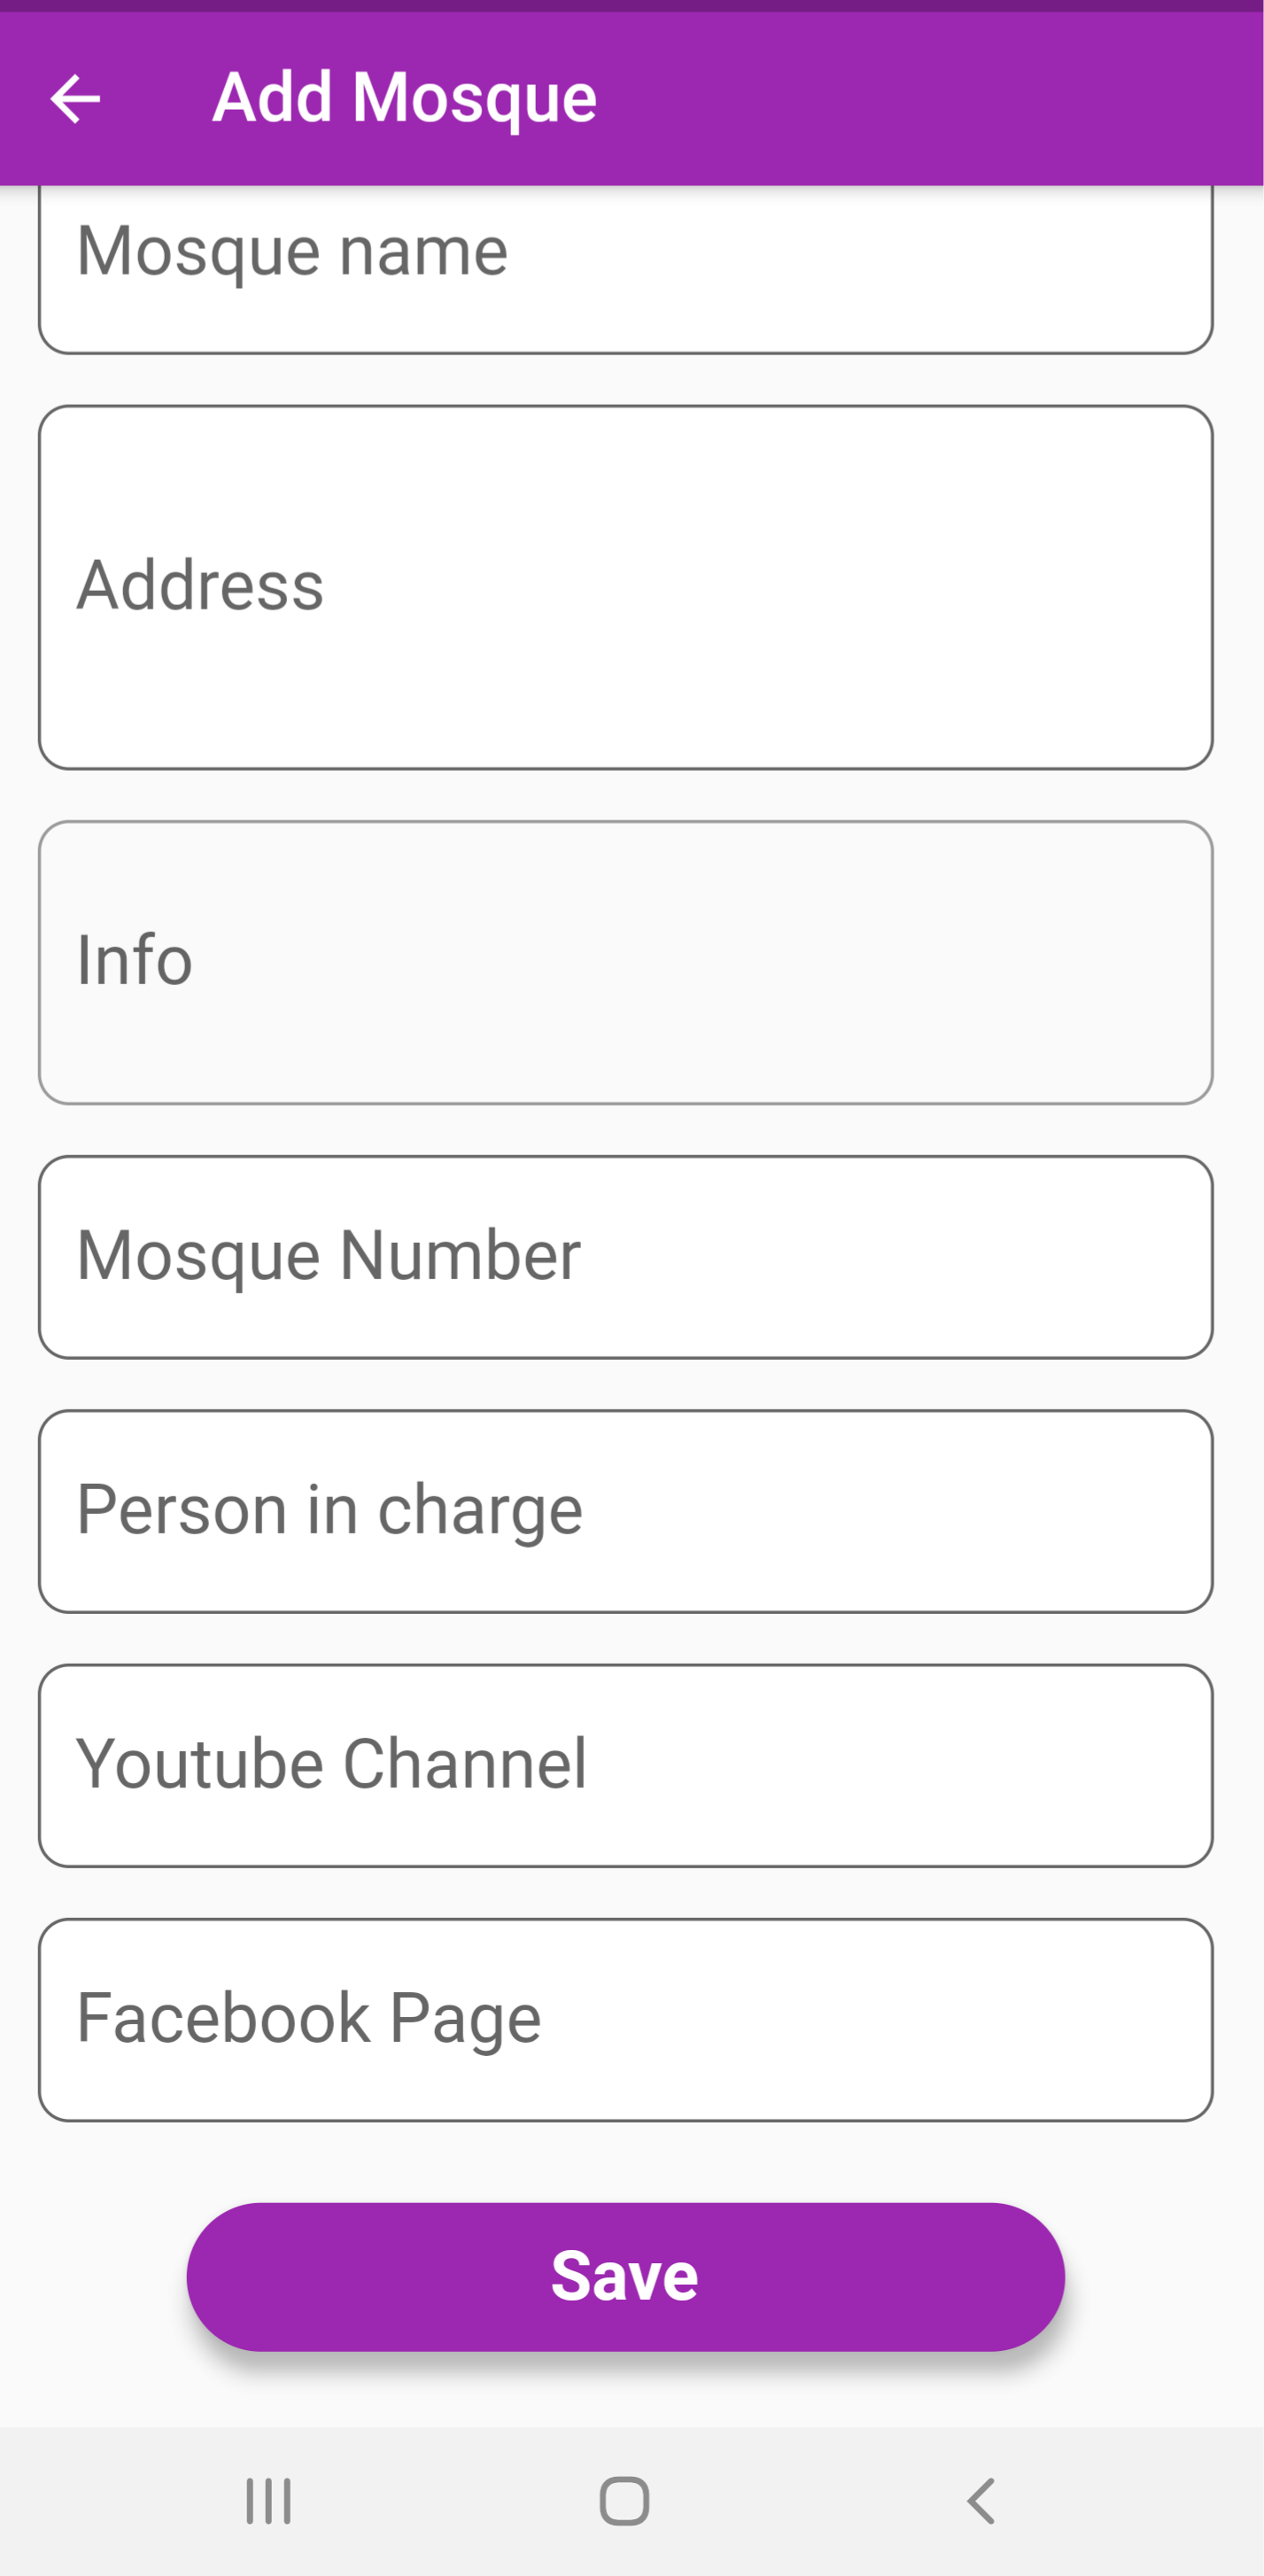 Add Mosque
Mosque name
Address
Info
Mosque Number
Person in charge
Youtube Channel
Facebook Page
Save